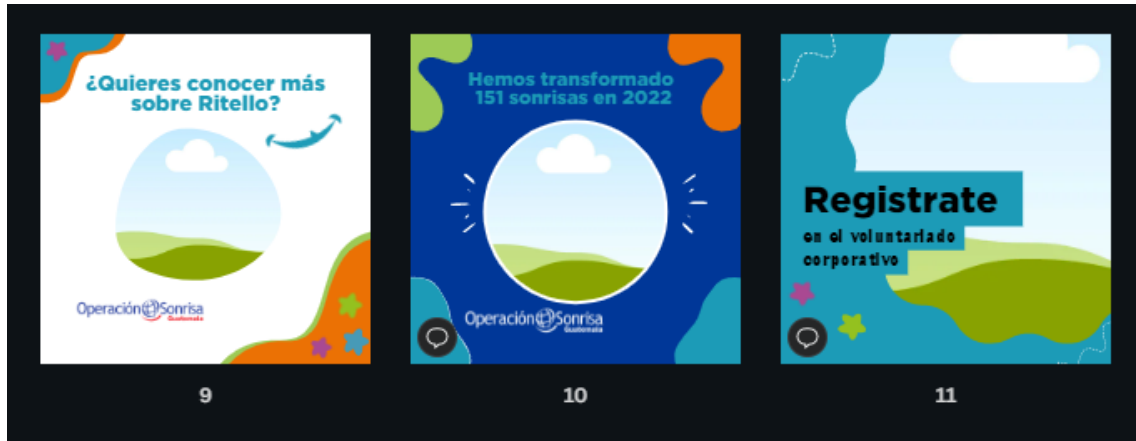 ¿Quieres conocer más
sobre Ritello?
Operación Sonrisa
Guatemala
9
Hemos transformado
151 sonrisas en 2022
Operación Sonrisa
Guatemala
10
Registrate
en el voluntariado
corporativo
11